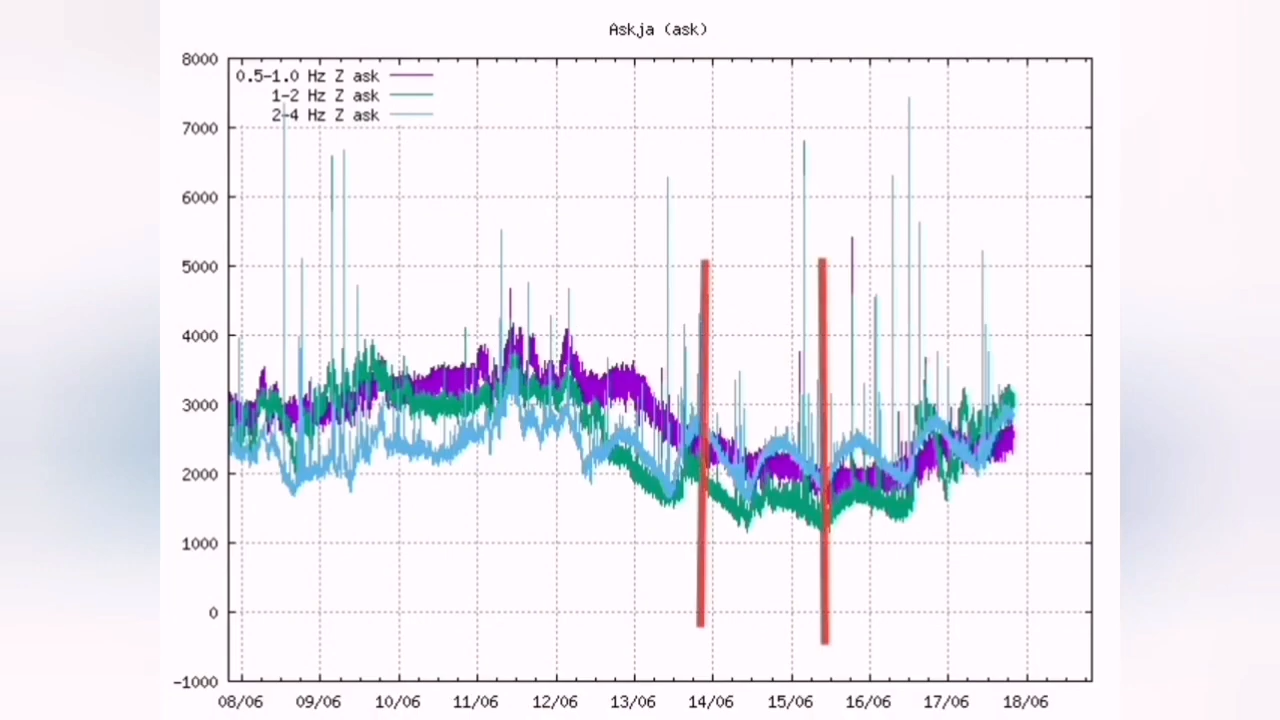 Askja (ask)
8000
0.5-1.0 Hz Z ask
1-2 Hz Z ask
2-4 Hz Z ask
7000
6000
5000
4000
3000
2000
1000
0
-1000
08/06 09/06 10/06 11/06 12/06 13/06 14/06 15/06 16/06 17/06 18/06